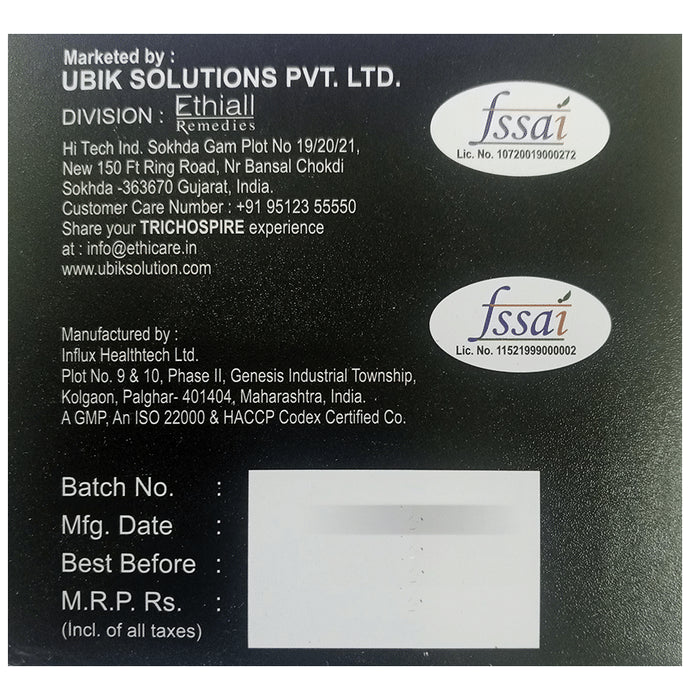 Marketed by :
UBIK SOLUTIONS PVT. LTD.
DIVISION : Ethiall
Remedies
Hi Tech Ind. Sokhda Gam Plot No 19/20/21,
New 150 Ft Ring Road, Nr Bansal Chokdi
Sokhda -363670 Gujarat, India.
Customer Care Number : +91 95123 55550
Share your TRICHOSPIRE experience
at : info@ethicare.in
www.ubiksolution.com
fssai
Lic. No. 10720019000272
fssai
Lic. No. 11521999000002
Manufactured by :
Influx Healthtech Ltd.
Plot No. 9 & 10, Phase II, Genesis Industrial Township,
Kolgaon, Palghar- 401404, Maharashtra, India.
A GMP, An ISO 22000 & HACCP Codex Certified Co.
Batch No. :
Mfg. Date :
Best Before :
M.R.P. Rs. :
(Incl. of all taxes)